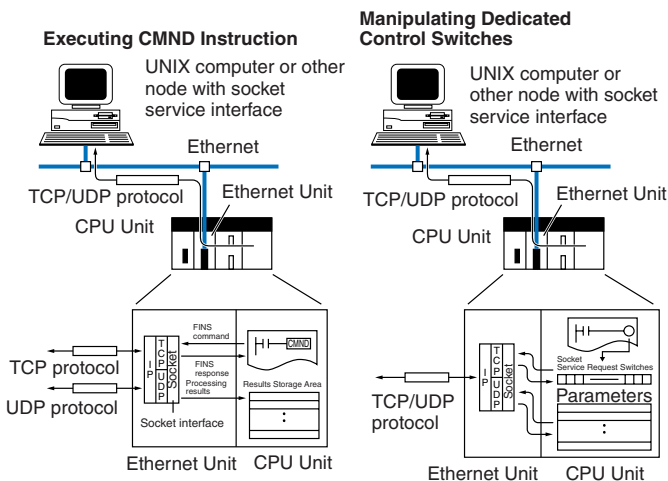 Executing CMND Instruction
UNIX computer or other
node with socket
service interface
Ethernet
TCP/UDP protocol
Ethernet Unit
CPU Unit
FINS
command
CMND
FINS
response
Processing
results
Results Storage Area
IP
TCP
UDP
Socket
TCP protocol
UDP protocol
Socket interface
Ethernet Unit
CPU Unit
Manipulating Dedicated
Control Switches
UNIX computer or
other node with socket
service interface
Ethernet
TCP/UDP protocol
Ethernet Unit
CPU Unit
Socket
Service Request Switches
Parameters
IP
TCP
UDP
Socket
TCP/UDP
protocol
Ethernet Unit
CPU Unit